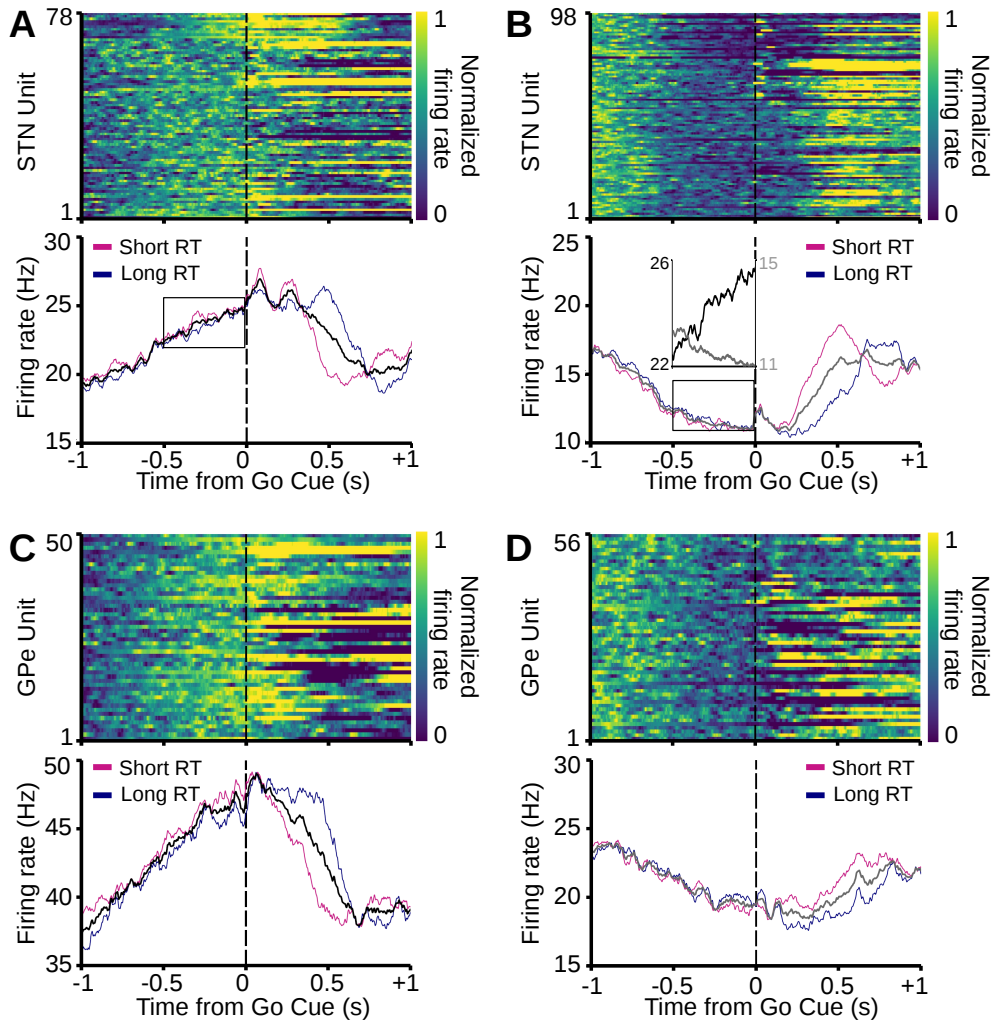 A
78
STN Unit
1
1
Normalized
firing rate
0
30
Short RT
Long RT
Firing rate (Hz)
25
20
15
-1
-0.5
0
0.5
+1
Time from Go Cue (s)
B
98
STN Unit
1
1
Normalized
firing rate
0
25
Short RT
Long RT
26
15
22
11
Firing rate (Hz)
20
15
10
-1
-0.5
0
0.5
+1
Time from Go Cue (s)
C
50
GPe Unit
1
1
Normalized
firing rate
0
50
Short RT
Long RT
Firing rate (Hz)
45
40
35
-1
-0.5
0
0.5
+1
Time from Go Cue (s)
D
56
GPe Unit
1
1
Normalized
firing rate
0
30
Short RT
Long RT
Firing rate (Hz)
25
20
15
-1
-0.5
0
0.5
+1
Time from Go Cue (s)